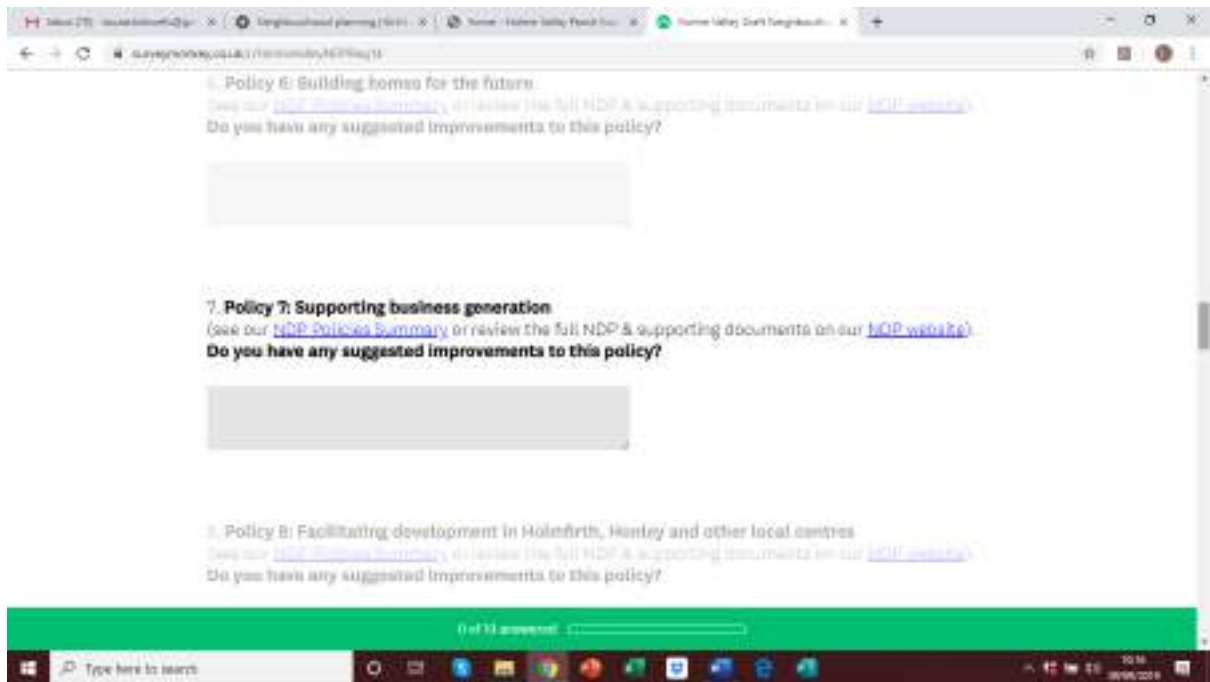 Policy 6: Building homes for the future
(see our NDP Policies Summary or review the full NDP & supporting documents on our NDP website).
Do you have any suggested improvements to this policy?
7. Policy 7: Supporting business generation
(see our NDP Policies Summary or review the full NDP & supporting documents on our NDP website).
Do you have any suggested improvements to this policy?
Policy 8: Facilitating development in Holmfirth, Honley and other local centres
(see our NDP Policies Summary or review the full NDP & supporting documents on our NDP website).
Do you have any suggested improvements to this policy?
answered
Type here to search